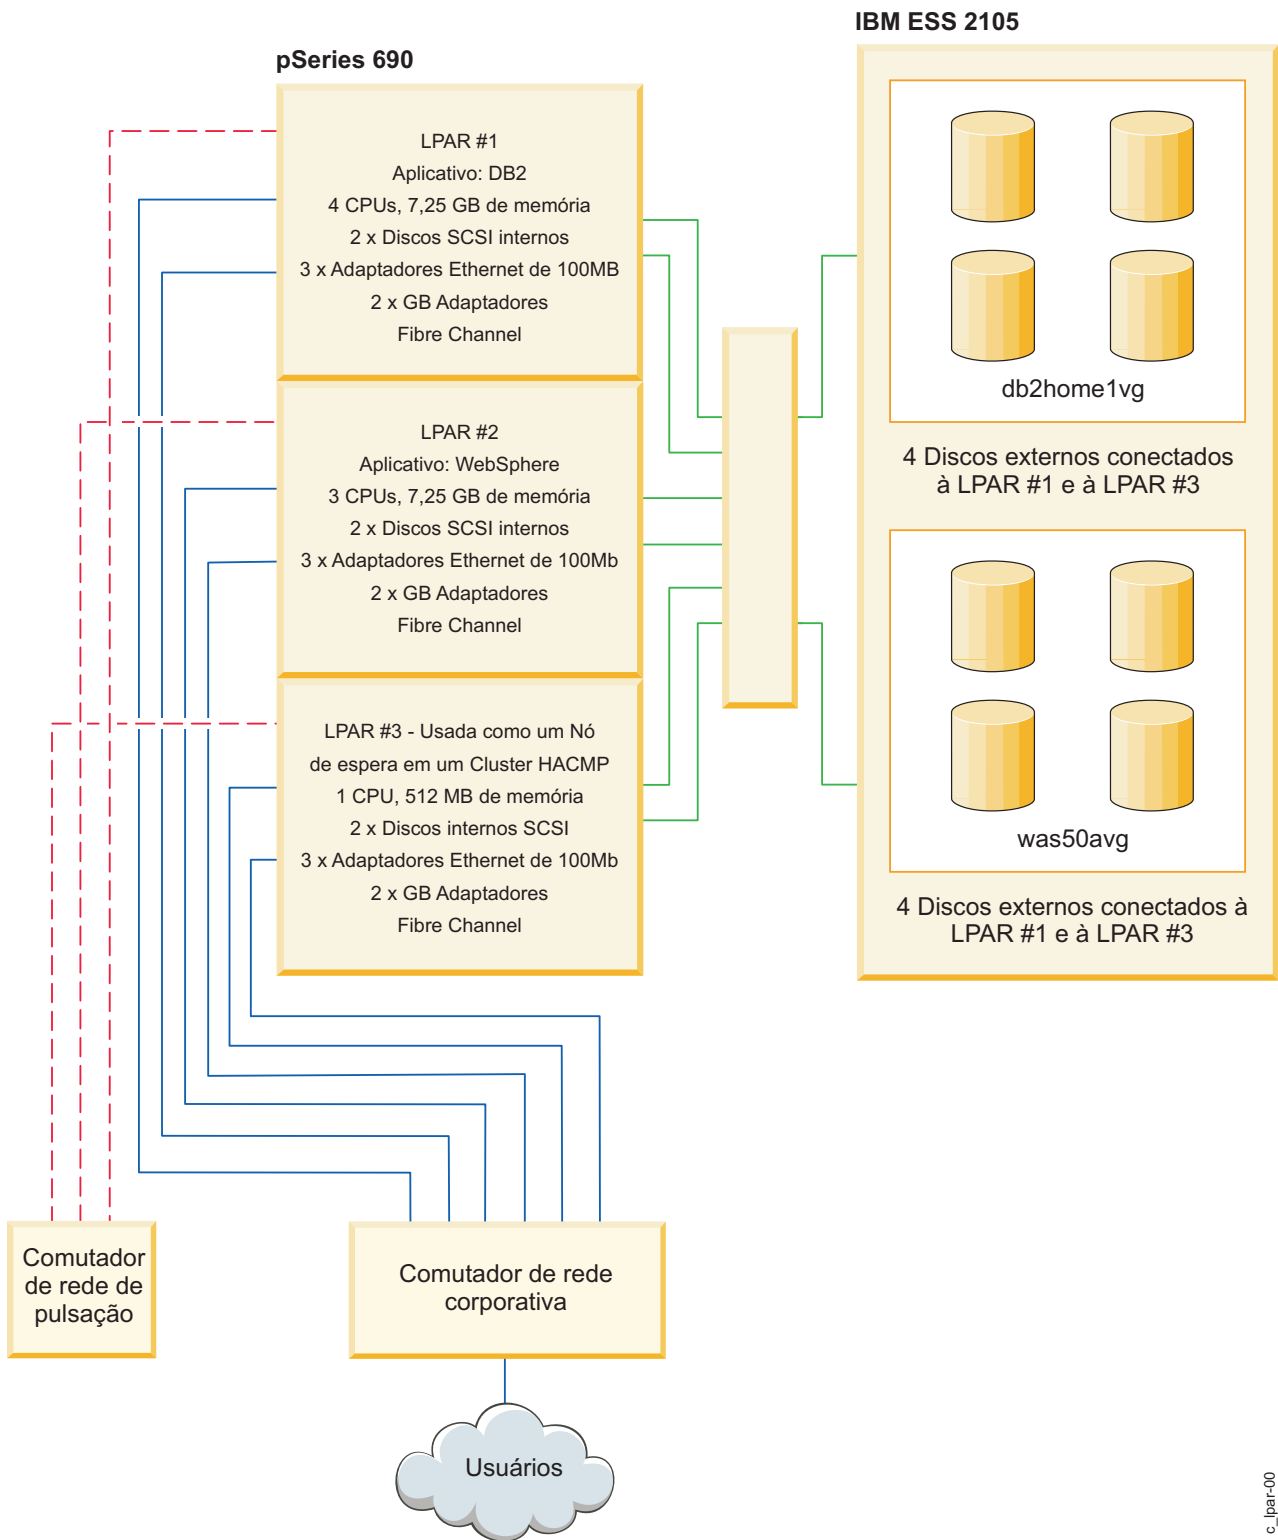 IBM ESS 2105
pSeries 690
LPAR #1
Aplicativo: DB2
4 CPUs, 7,25 GB de memória
2 x Discos SCSI internos
3 x Adaptadores Ethernet de 100MB
2 x GB Adaptadores
Fibre Channel
LPAR #2
Aplicativo: WebSphere
3 CPUs, 7,25 GB de memória
2 x Discos SCSI internos
3 x Adaptadores Ethernet de 100Mb
2 x GB Adaptadores
Fibre Channel
LPAR #3 - Usada como um Nó
de espera em um Cluster HACMP
1 CPU, 512 MB de memória
2 x Discos internos SCSI
3 x Adaptadores Ethernet de 100Mb
2 x GB Adaptadores
Fibre Channel
db2home1vg
4 Discos externos conectados
à LPAR #1 e à LPAR #3
was50avg
4 Discos externos conectados à
LPAR #1 e à LPAR #3
Comutador
de rede de
pulsação
Comutador de rede
corporativa
Usuários
c_lpar-00